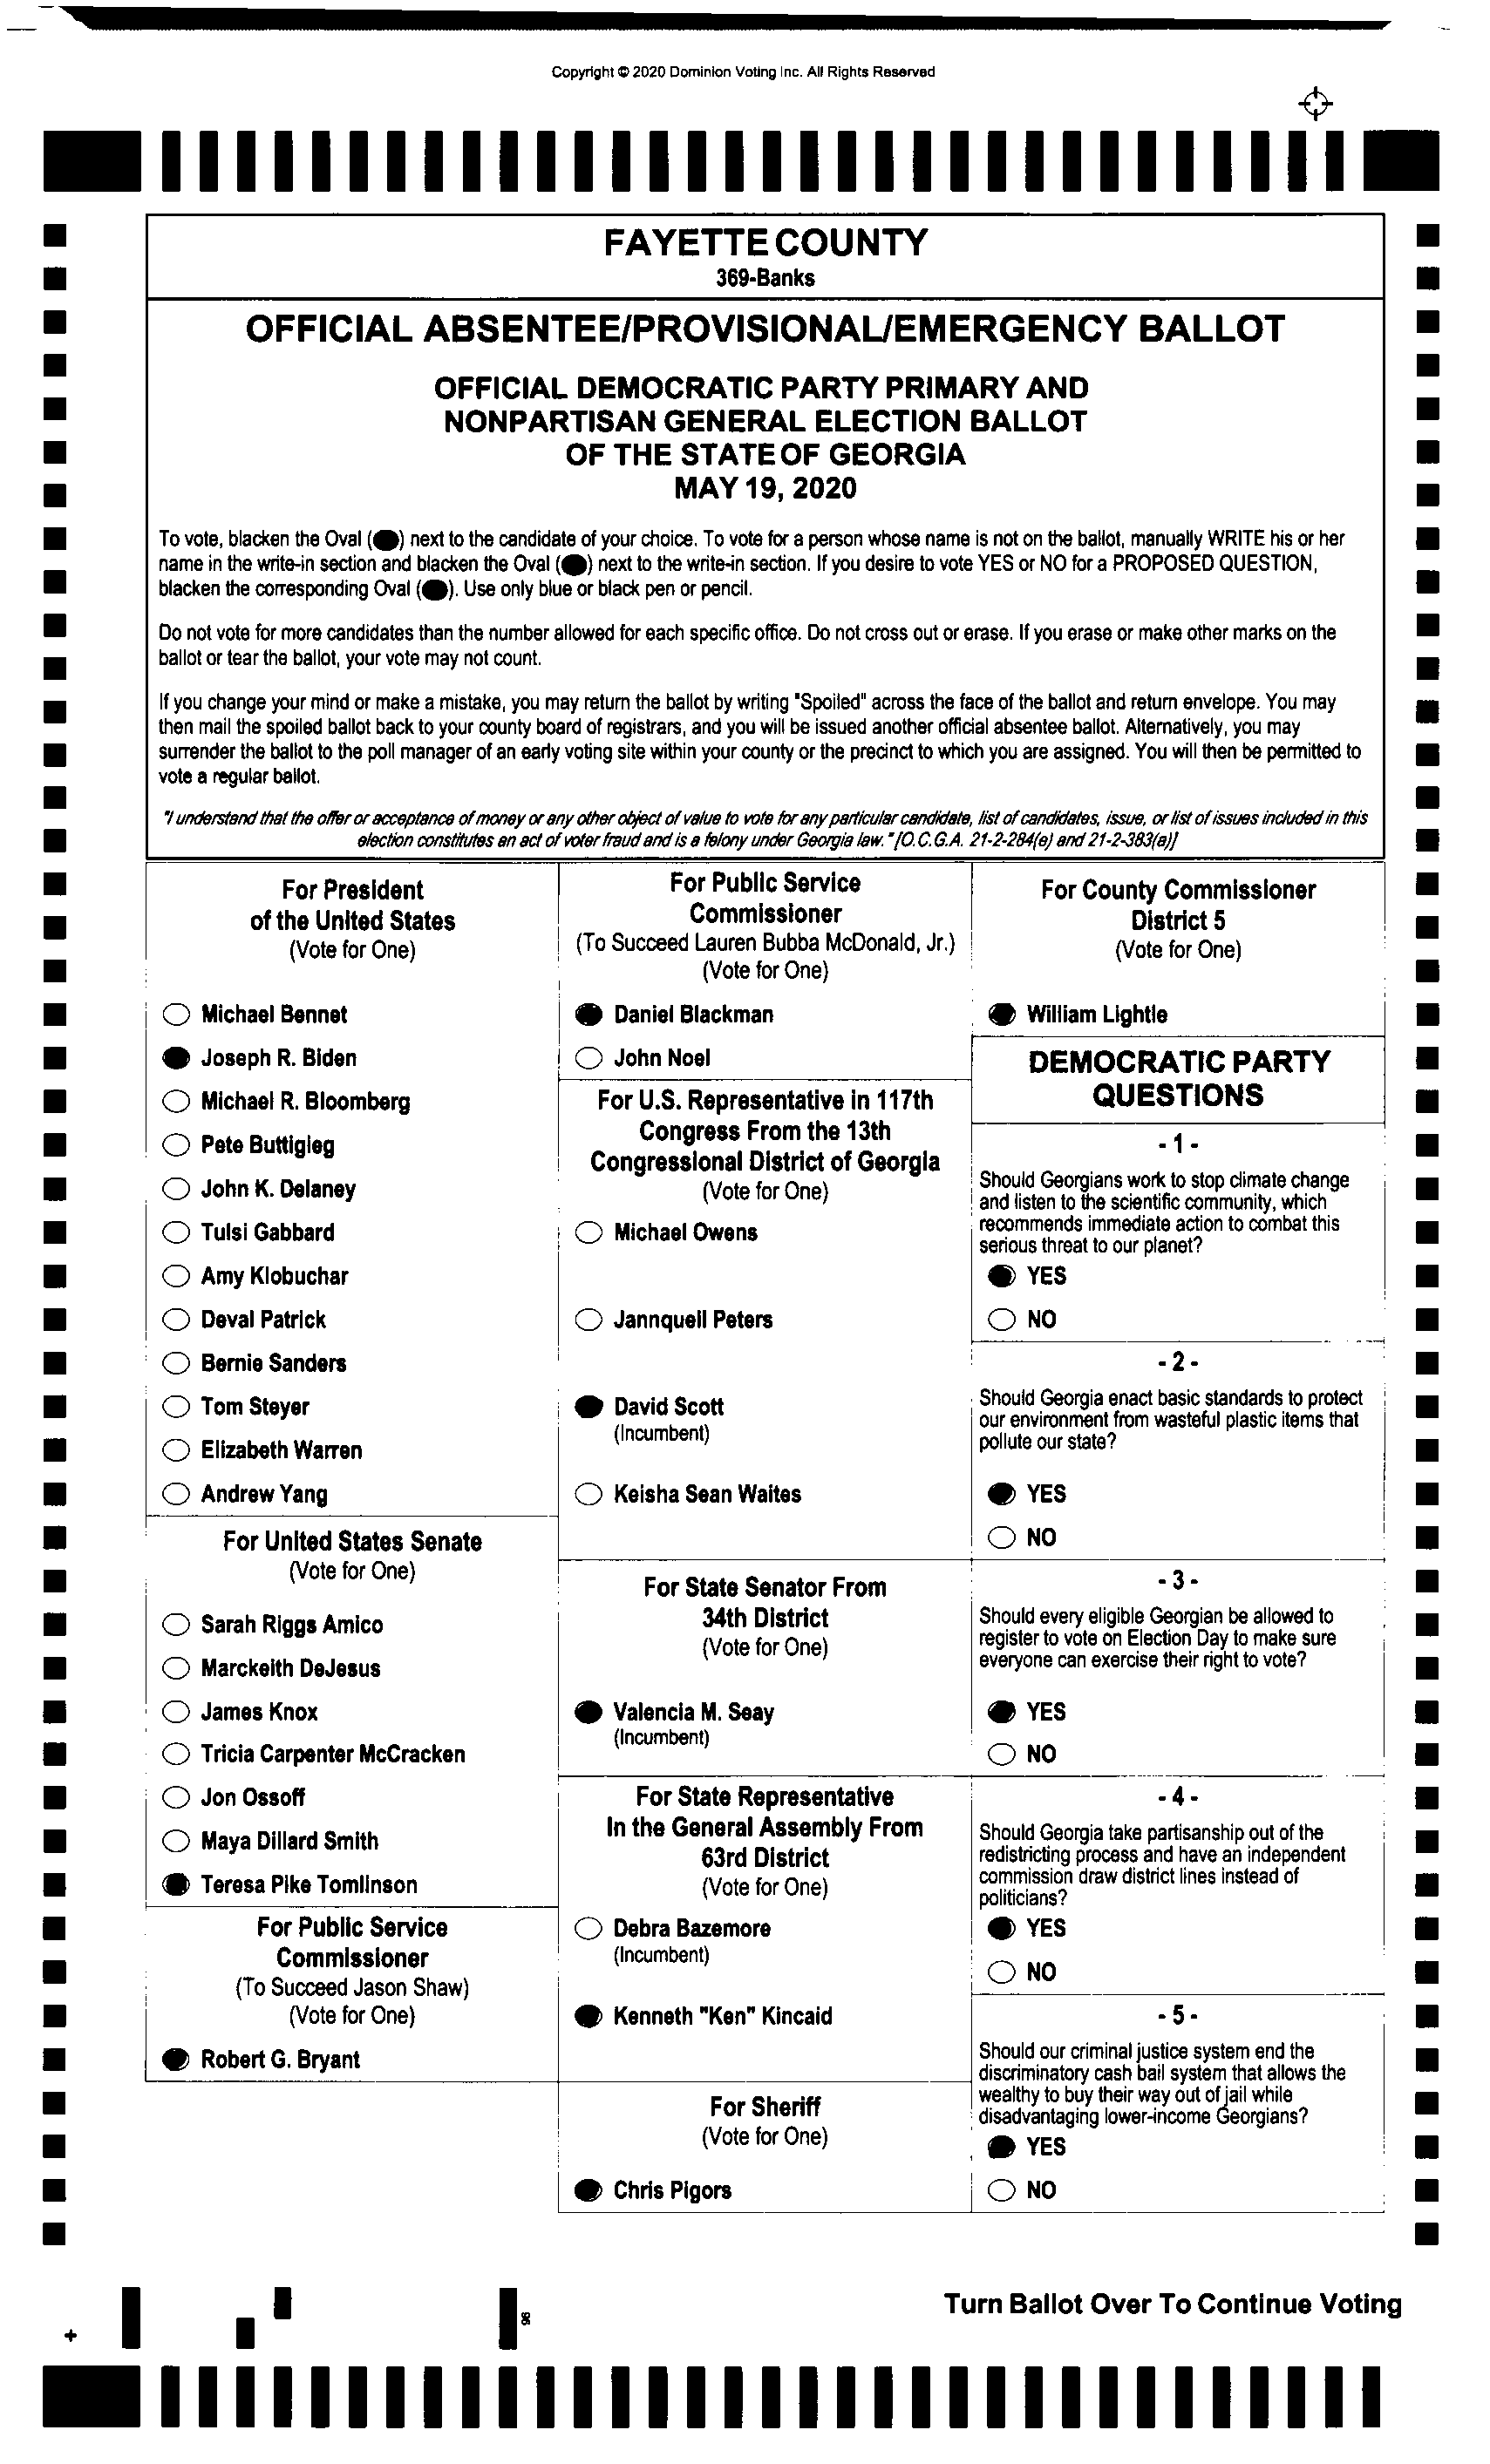 Copyright © 2020 Dominion Voting Inc. All Rights Reserved
FAYETTE COUNTY
369-Banks
OFFICIAL ABSENTEE/PROVISIONAL/EMERGENCY BALLOT
OFFICIAL DEMOCRATIC PARTY PRIMARY AND
NONPARTISAN GENERAL ELECTION BALLOT
OF THE STATE OF GEORGIA
MAY 19, 2020
To vote, blacken the Oval ( ) next to the candidate of your choice. To vote for a person whose name is not on the ballot, manually WRITE his or her
name in the write-in section and blacken the Oval ( ) next to the write-in section. If you desire to vote YES or NO for a PROPOSED QUESTION,
blacken the corresponding Oval ( ). Use only blue or black pen or pencil.
Do not vote for more candidates than the number allowed for each specific office. Do not cross out or erase. If you erase or make other marks on the
ballot or tear the ballot, your vote may not count.
If you change your mind or make a mistake, you may return the ballot by writing "Spoiled" across the face of the ballot and return envelope. You may
then mail the spoiled ballot back to your county board of registrars, and you will be issued another official absentee ballot. Alternatively, you may
surrender the ballot to the poll manager of an early voting site within your county or the precinct to which you are assigned. You will then be permitted to
vote a regular ballot.
"I understand that the offer or acceptance of money or any other object of value to vote for any particular candidate, list of candidates, issue, or list of issues included in this
election constitutes an act of voter fraud and is a felony under Georgia law." [O.C.G.A. 21-2-284(e) and 21-2-383(a)]
For President
of the United States
(Vote for One)
Michael Bennet
Joseph R. Biden
Michael R. Bloomberg
Pete Buttigieg
John K. Delaney
Tulsi Gabbard
Amy Klobuchar
Deval Patrick
Bernie Sanders
Tom Steyer
Elizabeth Warren
Andrew Yang
For United States Senate
(Vote for One)
Sarah Riggs Amico
Marckeith DeJesus
James Knox
Tricia Carpenter McCracken
Jon Ossoff
Maya Dillard Smith
Teresa Pike Tomlinson
For Public Service
Commissioner
(To Succeed Jason Shaw)
(Vote for One)
Robert G. Bryant
For Public Service
Commissioner
(To Succeed Lauren Bubba McDonald, Jr.)
(Vote for One)
Daniel Blackman
John Noel
For U.S. Representative in 117th
Congress From the 13th
Congressional District of Georgia
(Vote for One)
Michael Owens
Jannquell Peters
David Scott
(Incumbent)
Keisha Sean Waites
For State Senator From
34th District
(Vote for One)
Valencia M. Seay
(Incumbent)
For State Representative
In the General Assembly From
63rd District
(Vote for One)
Debra Bazemore
(Incumbent)
Kenneth "Ken" Kincaid
For Sheriff
(Vote for One)
Chris Pigors
For County Commissioner
District 5
(Vote for One)
William Lightle
DEMOCRATIC PARTY
QUESTIONS
- 1 -
Should Georgians work to stop climate change
and listen to the scientific community, which
recommends immediate action to combat this
serious threat to our planet?
YES
NO
- 2 -
Should Georgia enact basic standards to protect
our environment from wasteful plastic items that
pollute our state?
YES
NO
- 3 -
Should every eligible Georgian be allowed to
register to vote on Election Day to make sure
everyone can exercise their right to vote?
YES
NO
- 4 -
Should Georgia take partisanship out of the
redistricting process and have an independent
commission draw district lines instead of
politicians?
YES
NO
- 5 -
Should our criminal justice system end the
discriminatory cash bail system that allows the
wealthy to buy their way out of jail while
disadvantaging lower-income Georgians?
YES
NO
Turn Ballot Over To Continue Voting